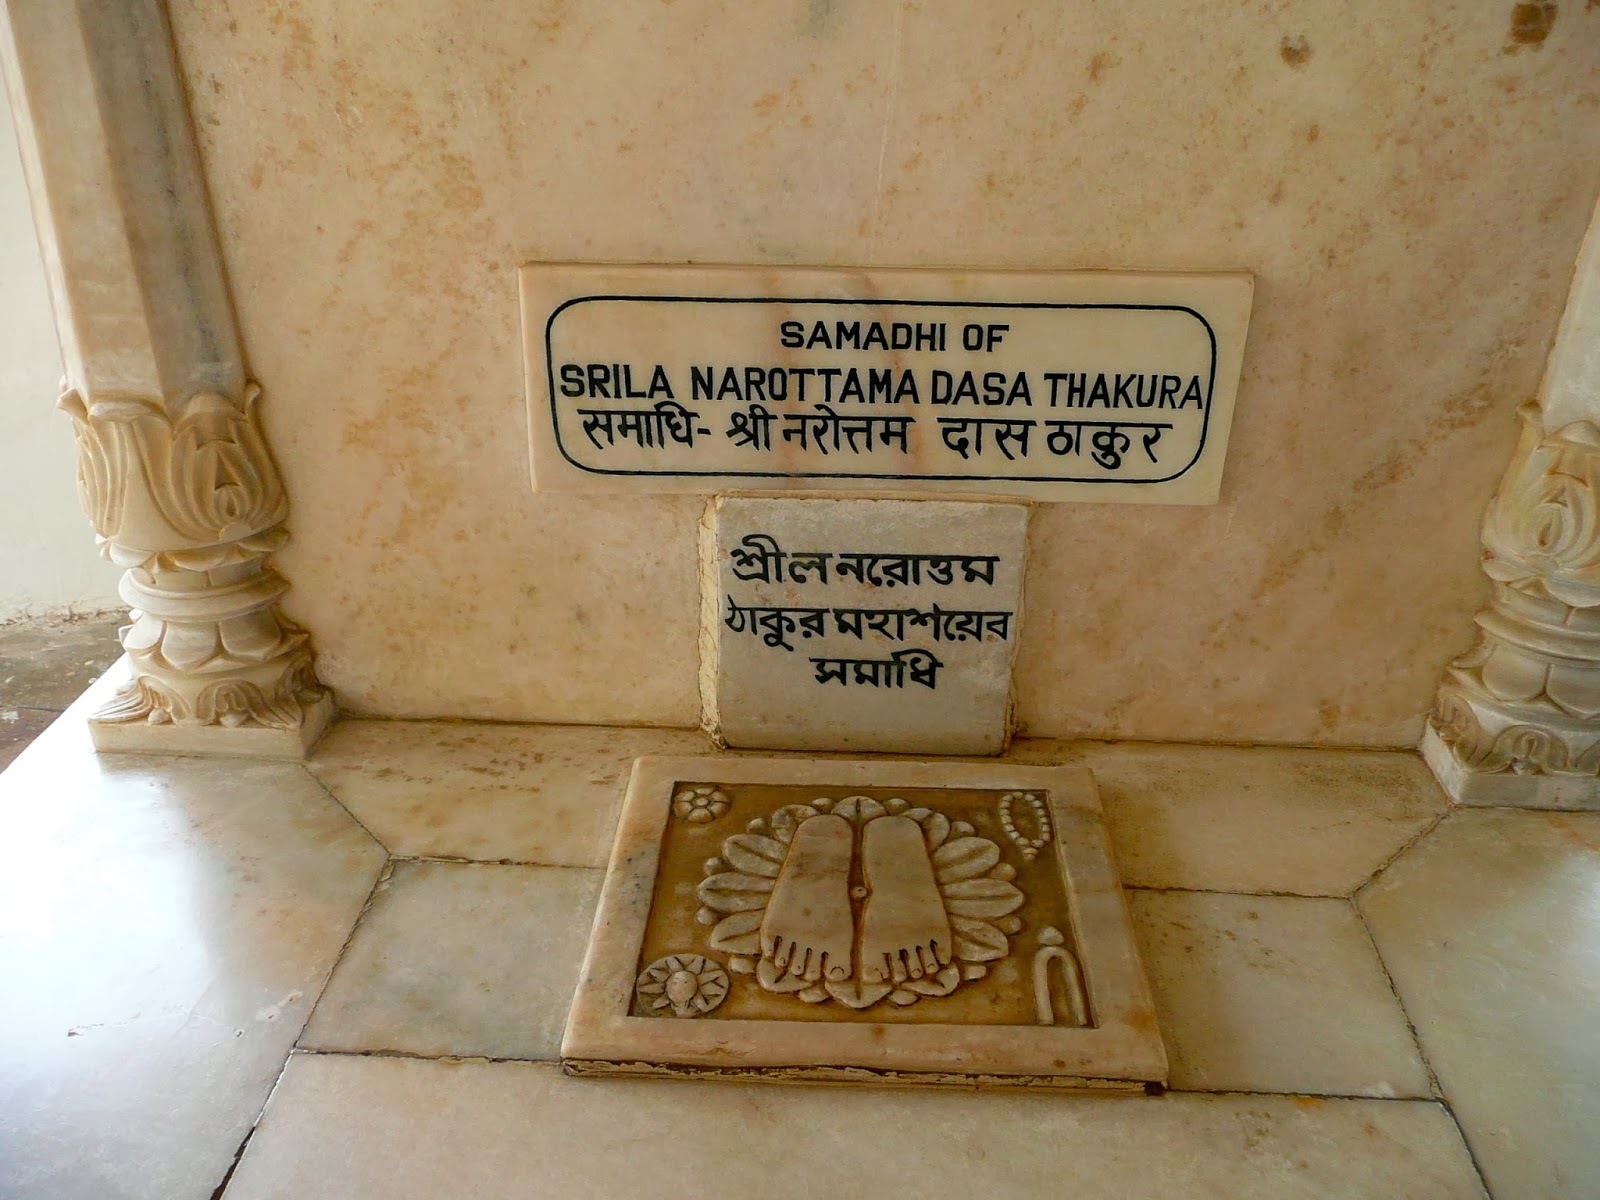 SAMADHI OF
SRILA NAROTTAMA DASA THAKURA
समाधि- श्री नरोत्तम दास ठाकुर
শ্রীল নরোত্তম
ঠাকুর মহাশয়ের
সমাধি